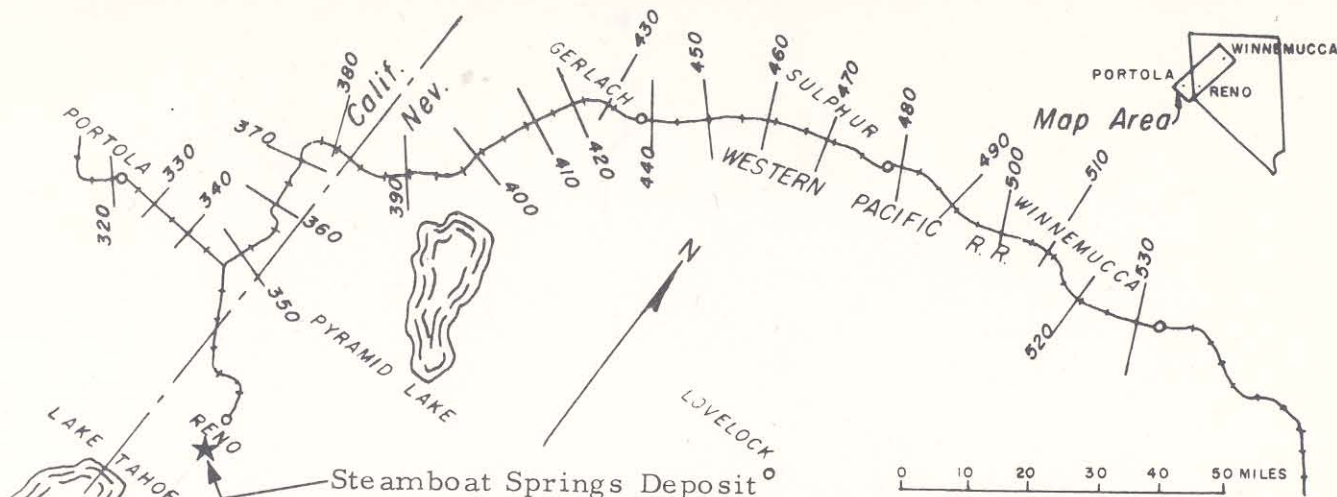 PORTOLA
320
330
340
350
360
370
380
Calif.
Nev.
390
400
410
420
GERLACH
430
440
450
460
SULPHUR
470
480
WESTERN
PACIFIC R.R.
490
500
510
WINNEMUCCA
520
530
WINNEMUCCA
PORTOLA
RENO
Map Area
PYRAMID LAKE
N
LOVELOCK
RENO
LAKE TAHOE
Steamboat Springs Deposit
0 10 20 30 40 50 MILES